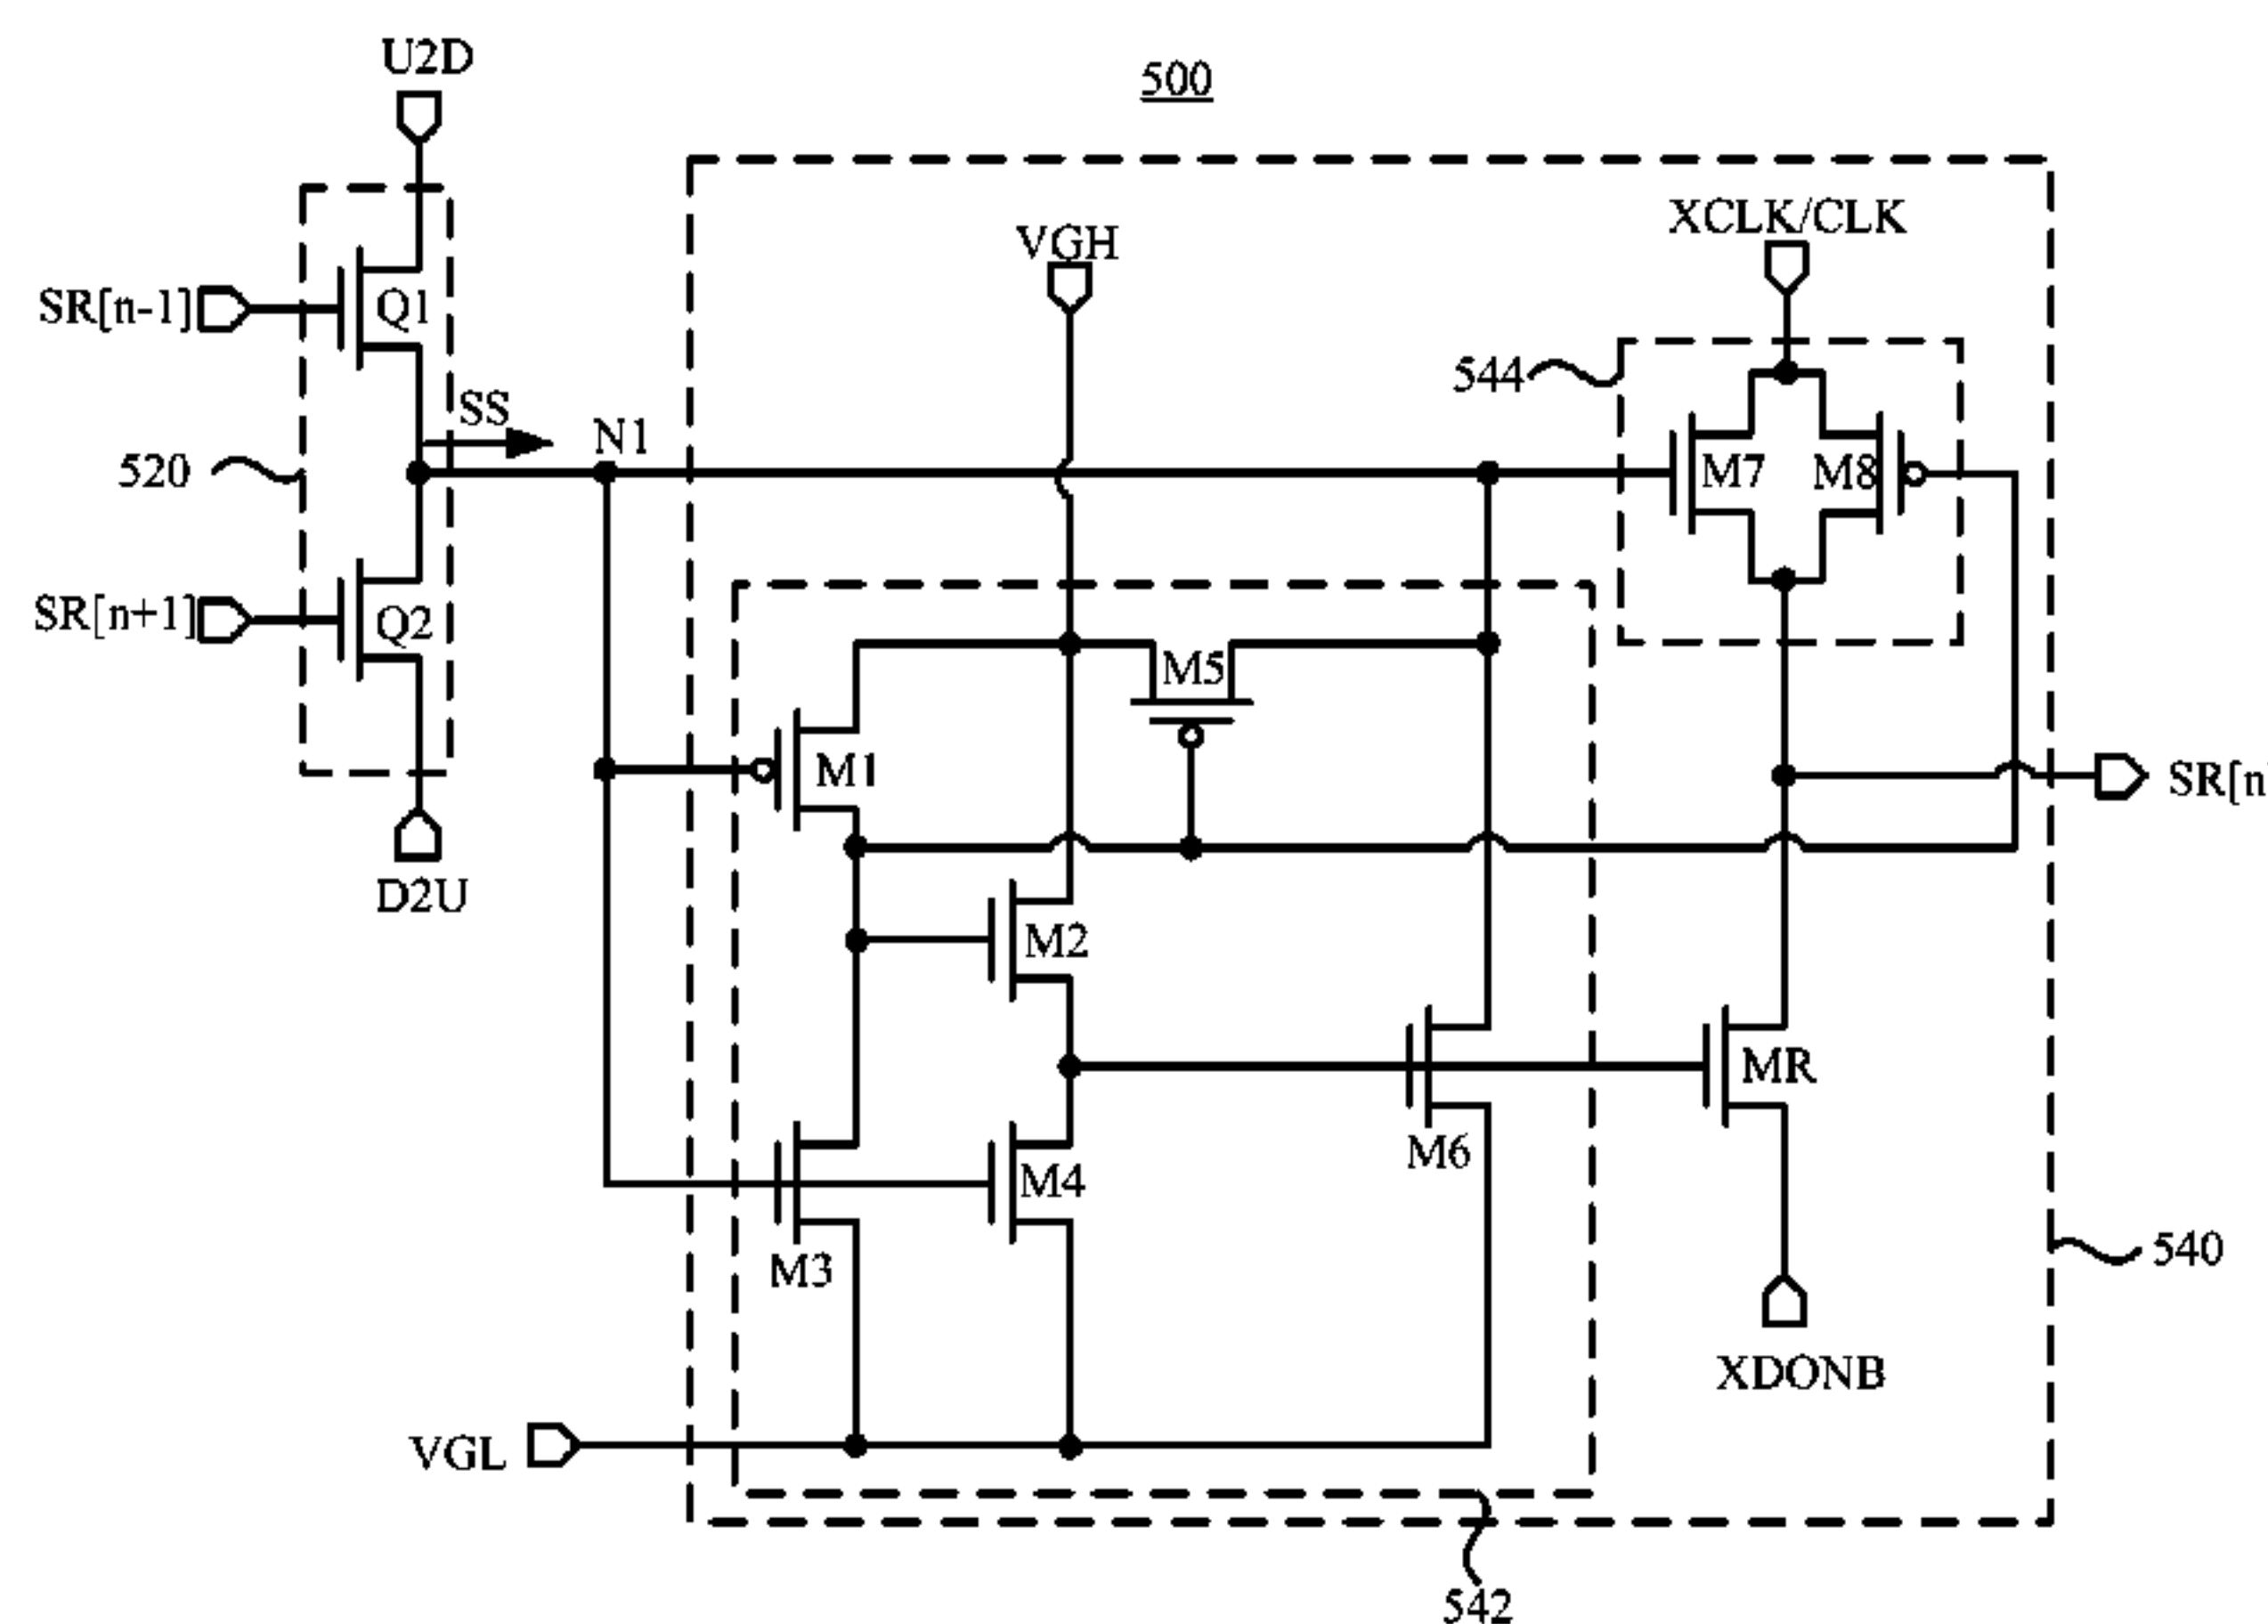 U2D
500
XCLK/CLK
VGH
SR[n-1]
Q1
544
SS
N1
520
M7
M8
SR[n+1]
Q2
M5
M1
SR[n
D2U
M2
MR
M6
M4
M3
540
XDONB
VGL
542